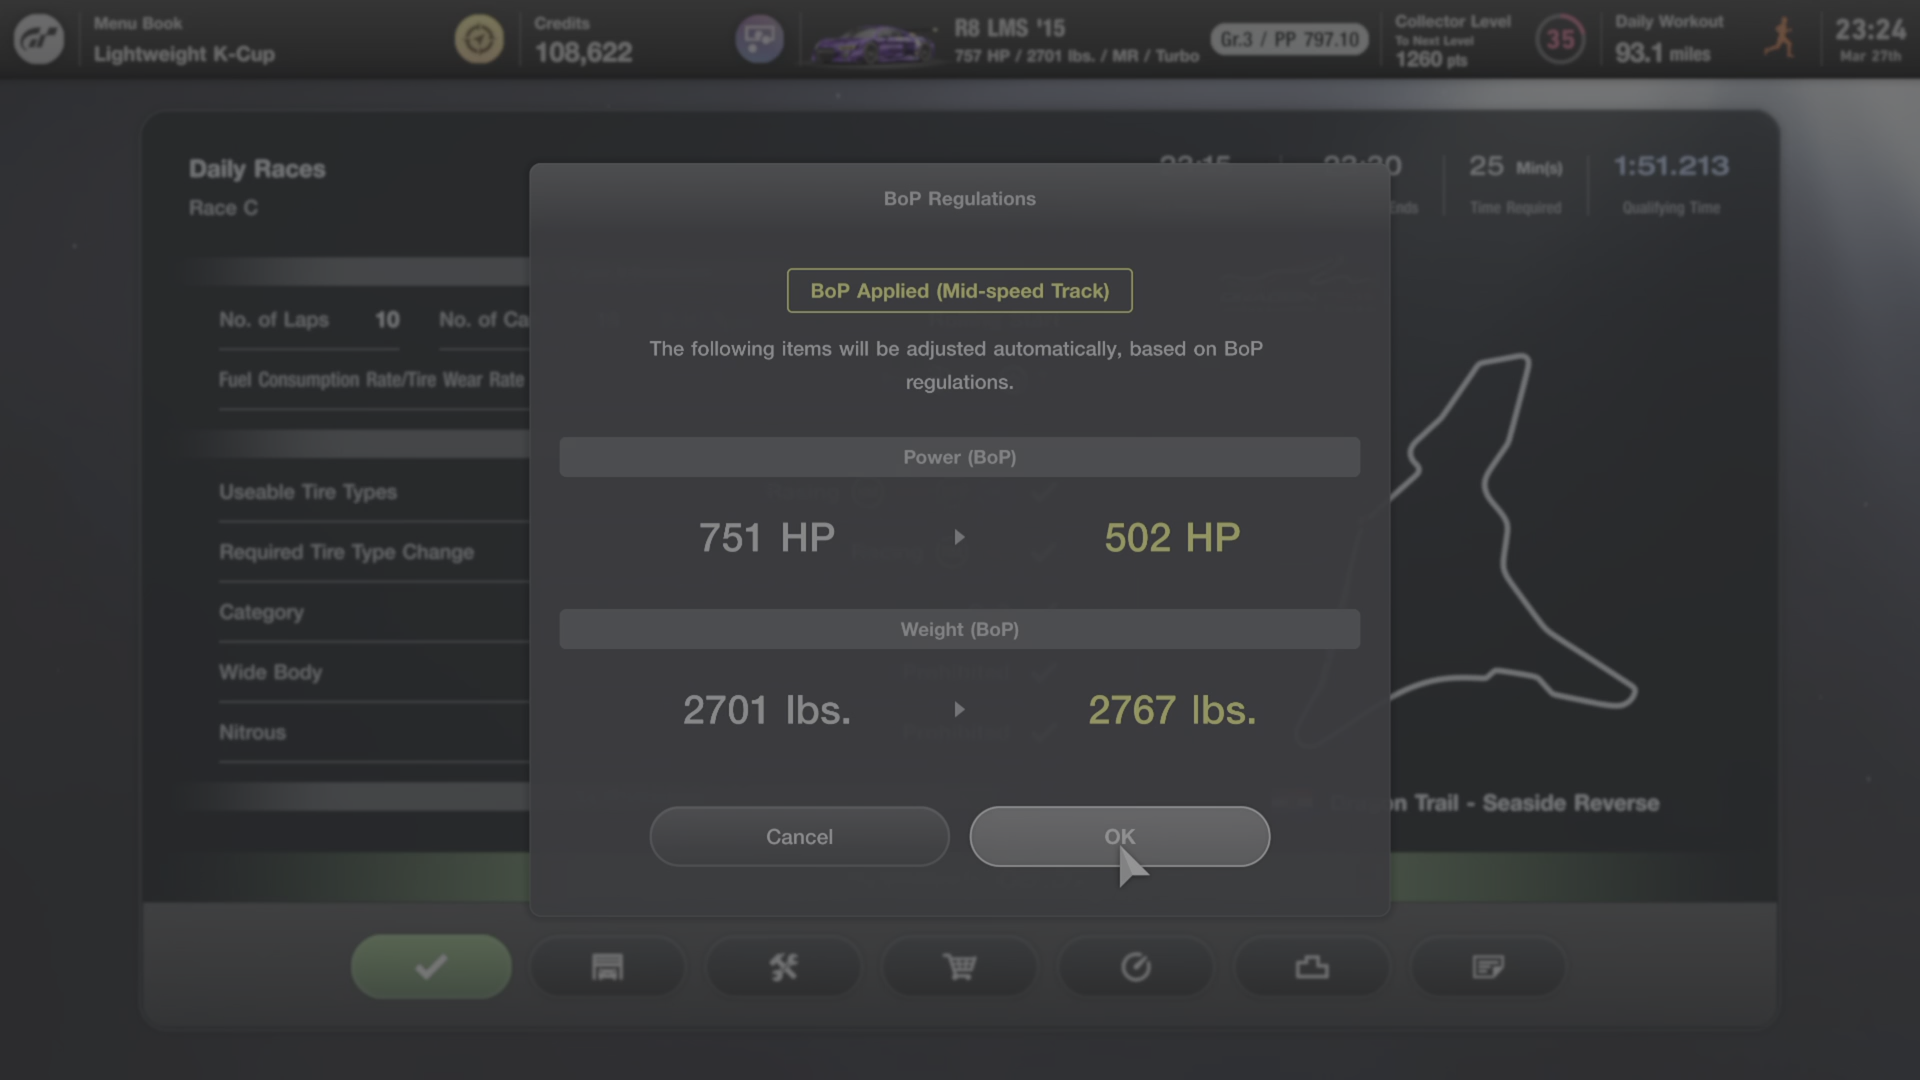 Menu Book
Lightweight K-Cup
Credits
108,622
R8 LMS '15
757 HP / 2701 lbs. / MR / Turbo
Gr.3 / PP 797.10
Collector Level
To Next Level
1260 pts
35
Daily Workout
93.1 miles
23:24
Mar 27th
Daily Races
Race C
25 Min(s)
Time Required
1:51.213
Qualifying Time
Ends
BoP Regulations
BoP Applied (Mid-speed Track)
The following items will be adjusted automatically, based on BoP
regulations.
No. of Laps 10 No. of Ca
Fuel Consumption Rate/Tire Wear Rate
Power (BoP)
751 HP 502 HP
Useable Tire Types
Required Tire Type Change
Category
Wide Body
Nitrous
Weight (BoP)
2701 lbs. 2767 lbs.
Trail - Seaside Reverse
Cancel
OK